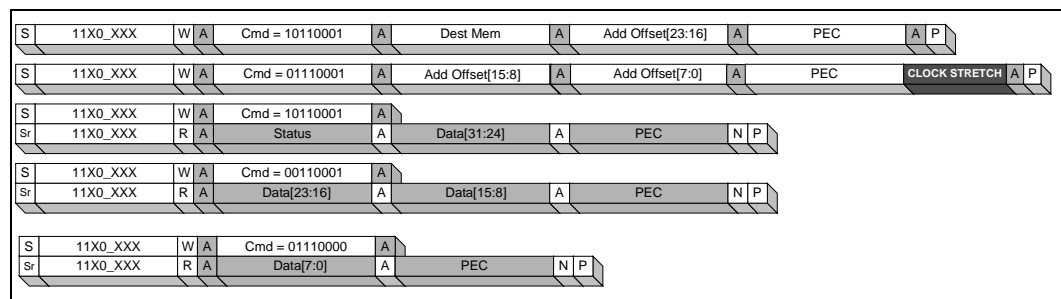 S 11X0_XXX W A Cmd = 10110001 A Dest Mem A Add Offset[23:16] A PEC A P
S 11X0_XXX W A Cmd = 01110001 A Add Offset[15:8] A Add Offset[7:0] A PEC CLOCK STRETCH A P
S 11X0_XXX W A Cmd = 10110001 A
Sr 11X0_XXX R A Status A Data[31:24] A PEC N P
S 11X0_XXX W A Cmd = 00110001 A
Sr 11X0_XXX R A Data[23:16] A Data[15:8] A PEC N P
S 11X0_XXX W A Cmd = 01110000 A
Sr 11X0_XXX R A Data[7:0] A PEC N P